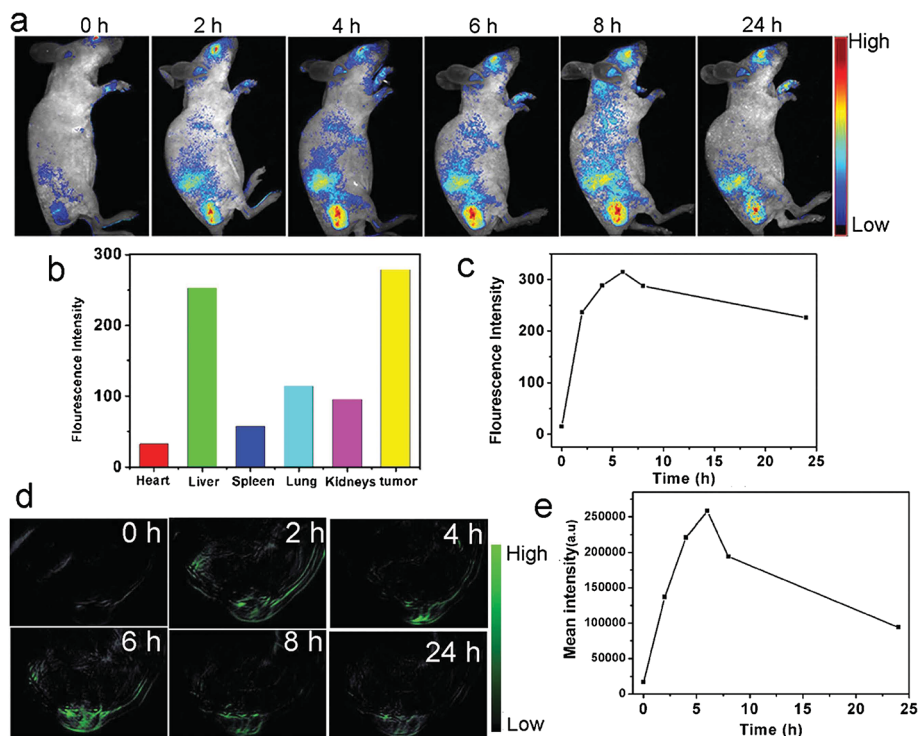 a
0 h 2 h 4 h 6 h 8 h 24 h
High
Low
b
Flourescence Intensity
300
200
100
0
Heart Liver Spleen Lung Kidneys tumor
c
Flourescence Intensity
300
200
100
0
0 5 10 15 20 25
Time (h)
d
0 h 2 h 4 h
6 h 8 h 24 h
High
Low
e
Mean intensity(a.u)
250000
200000
150000
100000
50000
0
0 5 10 15 20 25
Time (h)